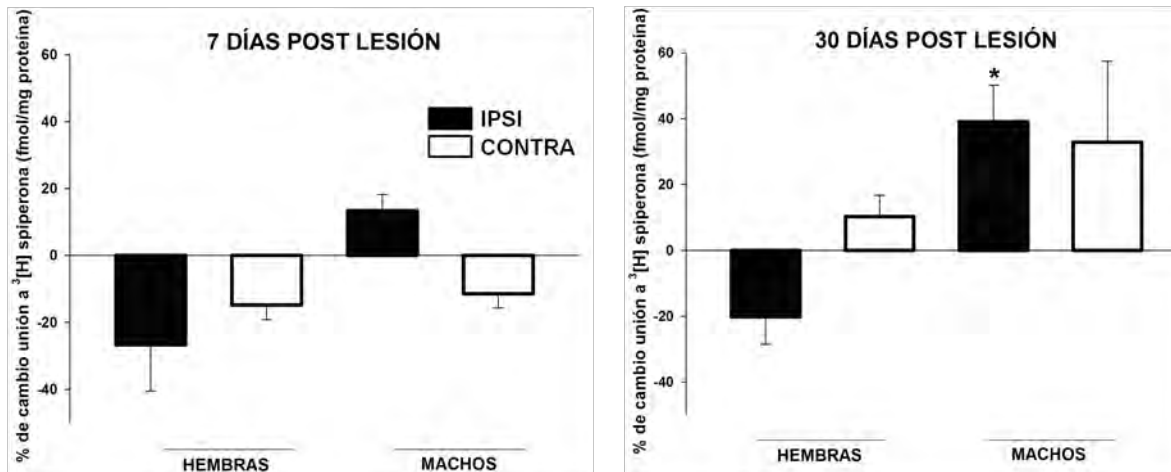 7 DÍAS POST LESIÓN
% de cambio unión a ³[H] spiperona (fmol/mg proteína)
60
40
20
0
-20
-40
IPSI
CONTRA
HEMBRAS
MACHOS
30 DÍAS POST LESIÓN
% de cambio unión a ³[H] spiperona (fmol/mg proteína)
60
40
20
0
-20
-40
*
HEMBRAS
MACHOS